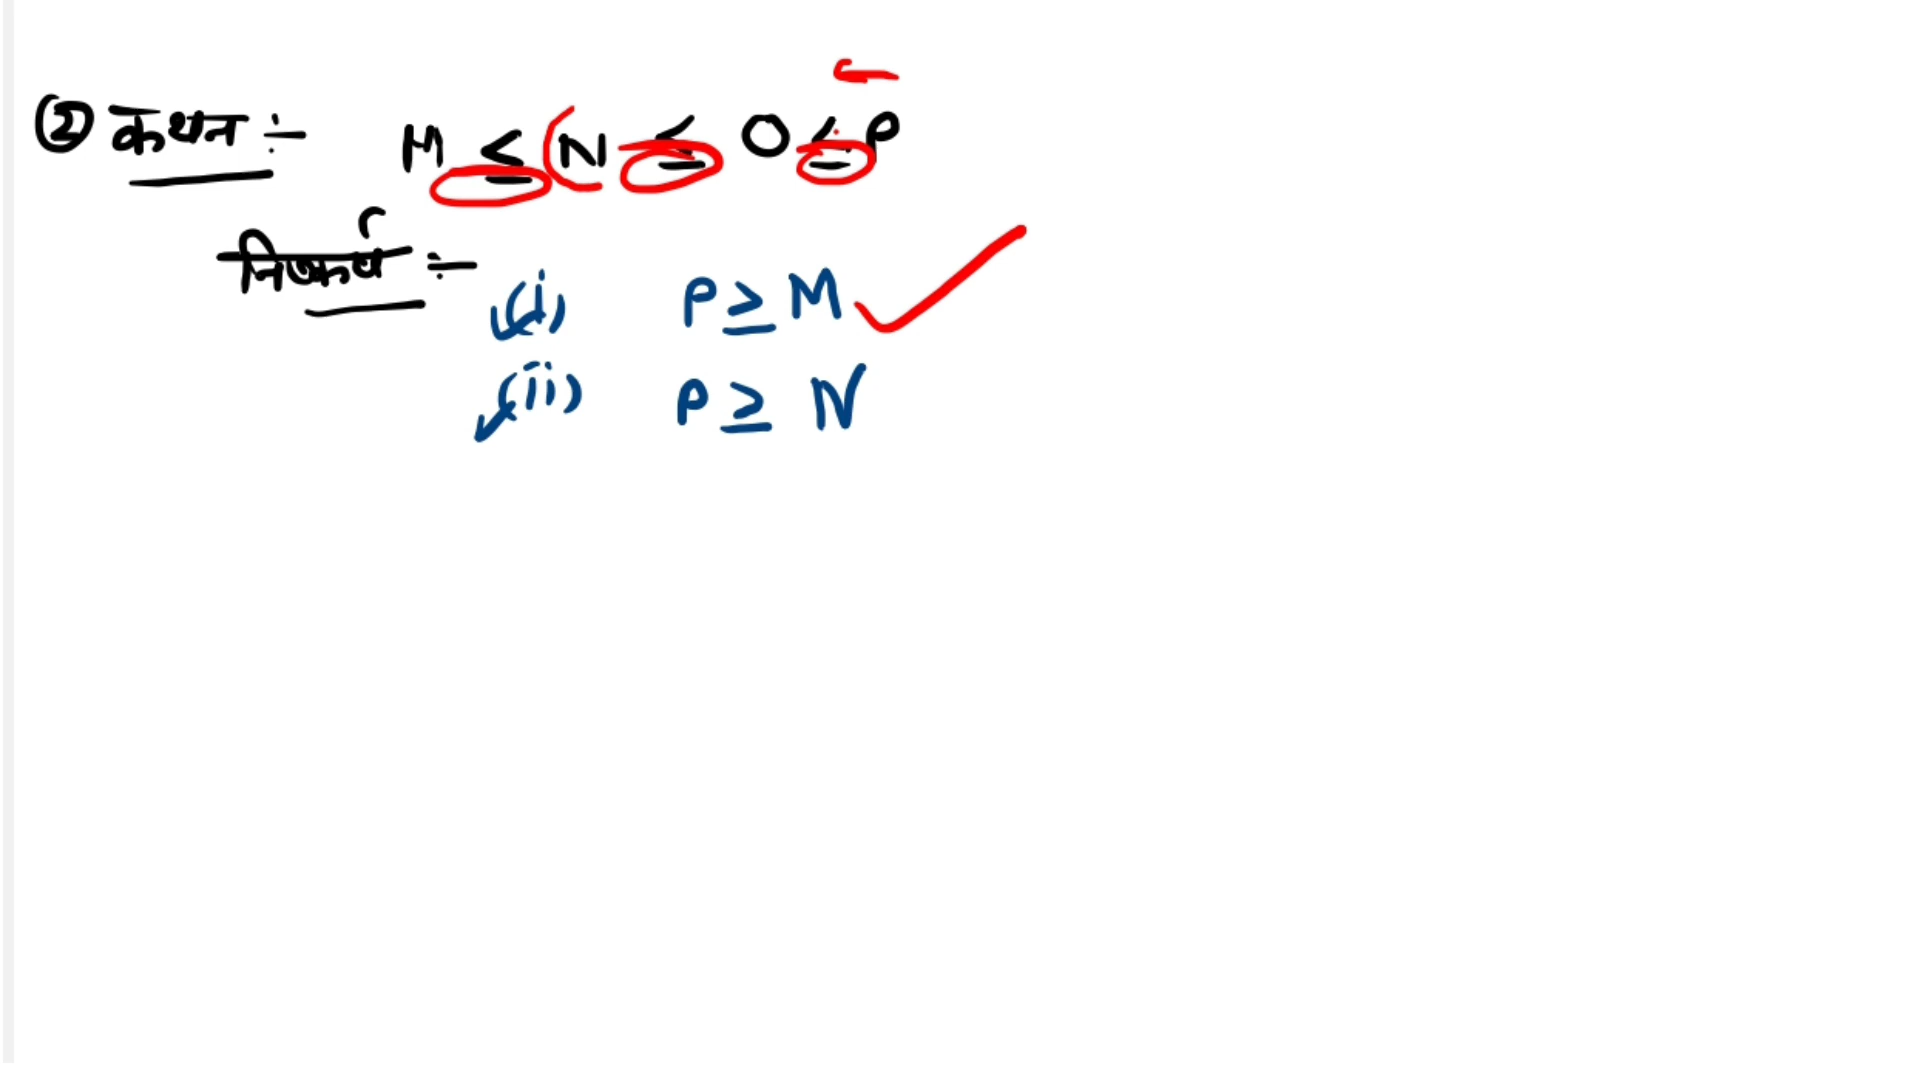 ② कथन :- M ≤ N ≤ O ≤ P
निष्कर्ष :-
(i) P ≥ M
(ii) P ≥ N